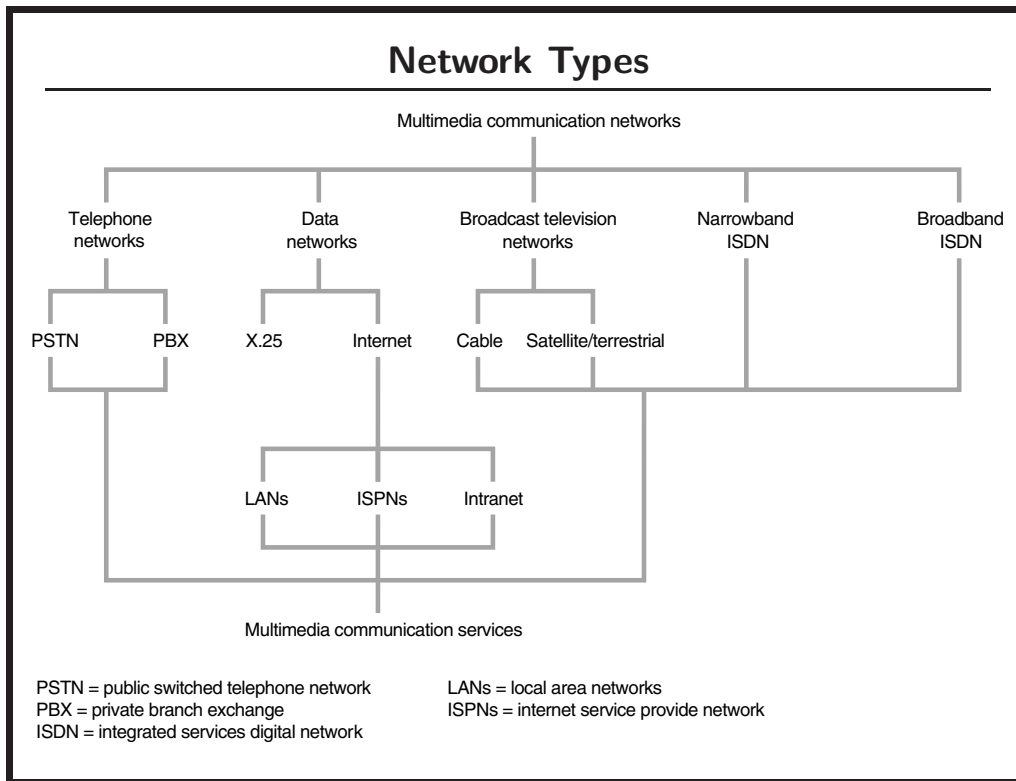 Network Types
Multimedia communication networks
Telephone
networks
Data
networks
Broadcast television
networks
Narrowband
ISDN
Broadband
ISDN
PSTN
PBX
X.25
Internet
Cable
Satellite/terrestrial
LANs
ISPNs
Intranet
Multimedia communication services
PSTN = public switched telephone network
PBX = private branch exchange
ISDN = integrated services digital network
LANs = local area networks
ISPNs = internet service provide network